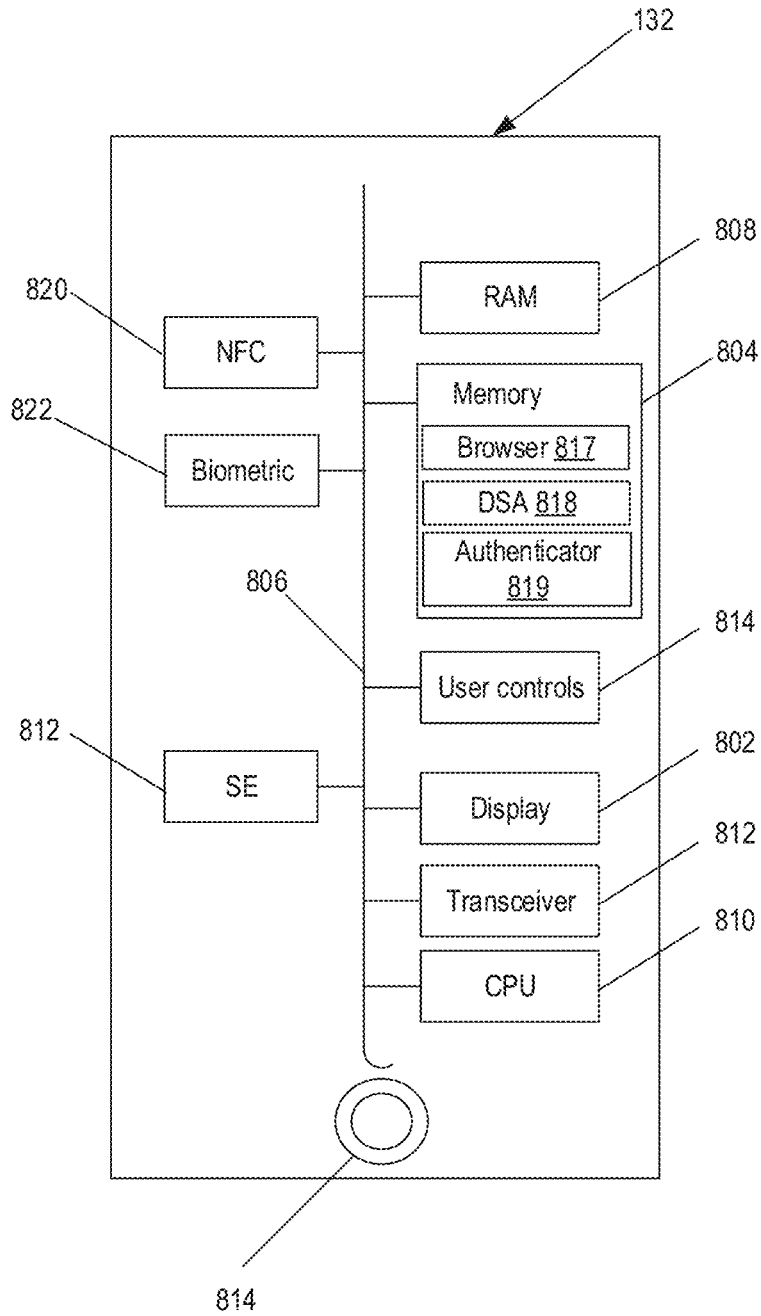 132
808
RAM
820
NFC
804
Memory
822
Biometric
Browser 817
DSA 818
Authenticator
819
806
814
User controls
812
SE
802
Display
812
Transceiver
810
CPU
814